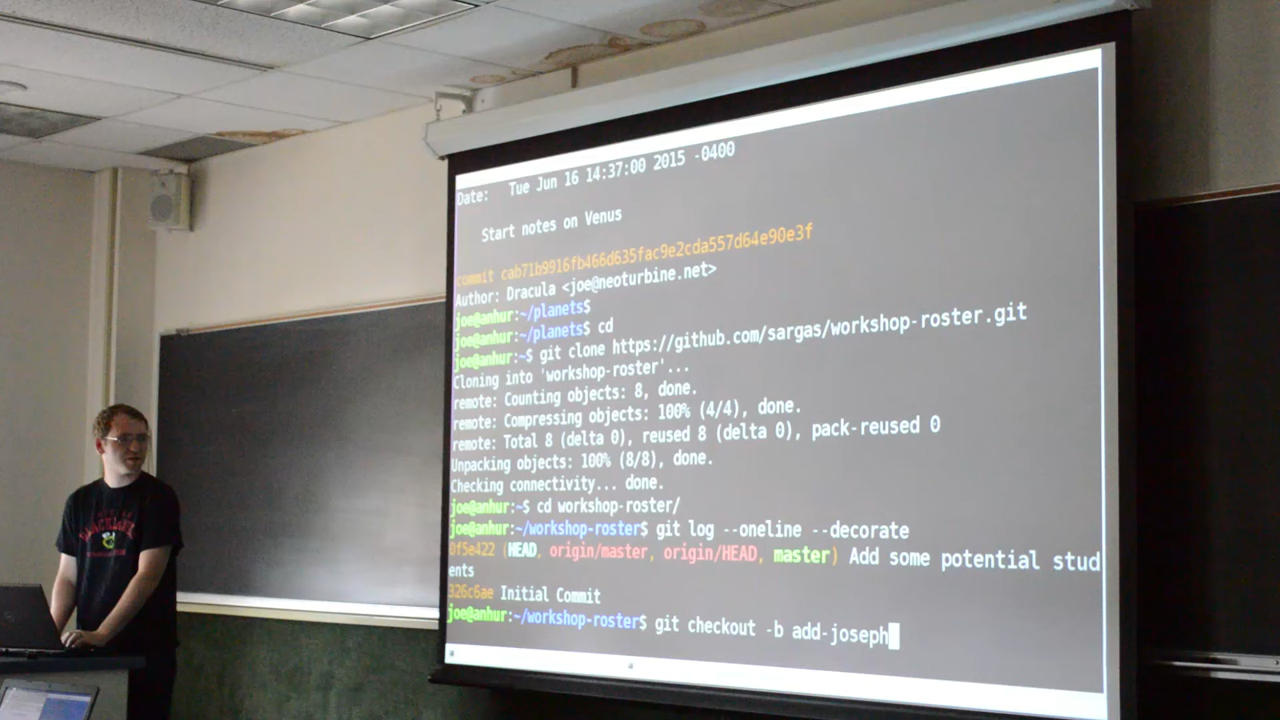 Date: Tue Jun 16 14:37:00 2015 -0400
Start notes on Venus
commit cab71b9916fb466d635fac9e2cda557d64e90e3f
Author: Dracula <joe@neoturbine.net>
joe@anhur:~/planets$
joe@anhur:~/planets$ cd
joe@anhur:~$ git clone https://github.com/sargas/workshop-roster.git
Cloning into 'workshop-roster'...
remote: Counting objects: 8, done.
remote: Compressing objects: 100% (4/4), done.
remote: Total 8 (delta 0), reused 8 (delta 0), pack-reused 0
Unpacking objects: 100% (8/8), done.
Checking connectivity... done.
joe@anhur:~$ cd workshop-roster/
joe@anhur:~/workshop-roster$ git log --oneline --decorate
0f5e422 (HEAD, origin/master, origin/HEAD, master) Add some potential stud
ents
326c6ae Initial Commit
joe@anhur:~/workshop-roster$ git checkout -b add-joseph